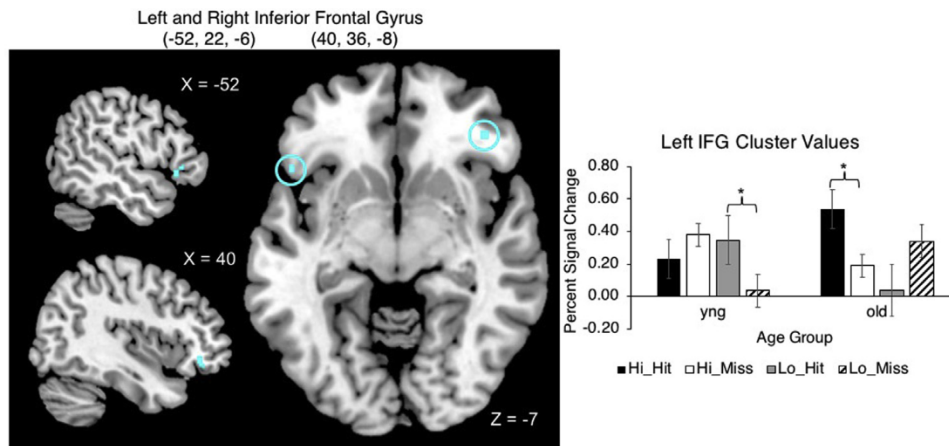 Left and Right Inferior Frontal Gyrus
(-52, 22, -6) (40, 36, -8)
X = -52
X = 40
Z = -7
Left IFG Cluster Values
Percent Signal Change
0.80
0.60
0.40
0.20
0.00
-0.20
*
*
yng
old
Age Group
Hi_Hit Hi_Miss Lo_Hit Lo_Miss